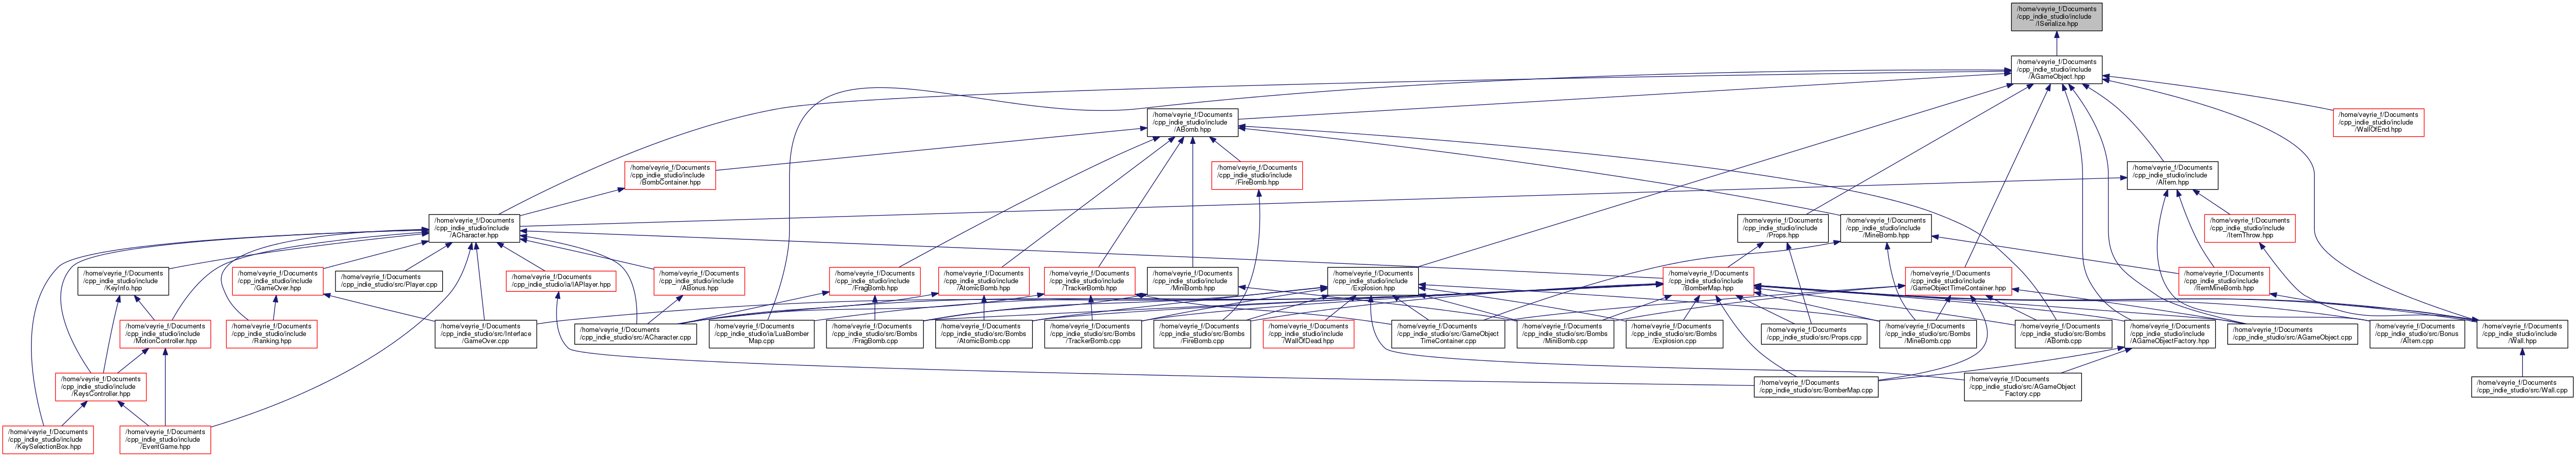 /home/veyrie_f/Documents
/cpp_indie_studio/include
/ISerialize.hpp
/home/veyrie_f/Documents
/cpp_indie_studio/include
/AGameObject.hpp
/home/veyrie_f/Documents
/cpp_indie_studio/include
/ABomb.hpp
/home/veyrie_f/Documents
/cpp_indie_studio/include
/WallOfEnd.hpp
/home/veyrie_f/Documents
/cpp_indie_studio/include
/BombContainer.hpp
/home/veyrie_f/Documents
/cpp_indie_studio/include
/FireBomb.hpp
/home/veyrie_f/Documents
/cpp_indie_studio/include
/AItem.hpp
/home/veyrie_f/Documents
/cpp_indie_studio/include
/ACharacter.hpp
/home/veyrie_f/Documents
/cpp_indie_studio/include
/Props.hpp
/home/veyrie_f/Documents
/cpp_indie_studio/include
/MineBomb.hpp
/home/veyrie_f/Documents
/cpp_indie_studio/include
/ItemThrow.hpp
/home/veyrie_f/Documents
/cpp_indie_studio/include
/KeyInfo.hpp
/home/veyrie_f/Documents
/cpp_indie_studio/include
/GameOver.hpp
/home/veyrie_f/Documents
/cpp_indie_studio/src/Player.cpp
/home/veyrie_f/Documents
/cpp_indie_studio/ia/IAPlayer.hpp
/home/veyrie_f/Documents
/cpp_indie_studio/include
/ABonus.hpp
/home/veyrie_f/Documents
/cpp_indie_studio/include
/FragBomb.hpp
/home/veyrie_f/Documents
/cpp_indie_studio/include
/AtomicBomb.hpp
/home/veyrie_f/Documents
/cpp_indie_studio/include
/TrackerBomb.hpp
/home/veyrie_f/Documents
/cpp_indie_studio/include
/MiniBomb.hpp
/home/veyrie_f/Documents
/cpp_indie_studio/include
/Explosion.hpp
/home/veyrie_f/Documents
/cpp_indie_studio/include
/BomberMap.hpp
/home/veyrie_f/Documents
/cpp_indie_studio/include
/GameObjectTimeContainer.hpp
/home/veyrie_f/Documents
/cpp_indie_studio/include
/ItemMineBomb.hpp
/home/veyrie_f/Documents
/cpp_indie_studio/include
/MotionController.hpp
/home/veyrie_f/Documents
/cpp_indie_studio/include
/Ranking.hpp
/home/veyrie_f/Documents
/cpp_indie_studio/src/Interface
/GameOver.cpp
/home/veyrie_f/Documents
/cpp_indie_studio/src/ACharacter.cpp
/home/veyrie_f/Documents
/cpp_indie_studio/LuaBomber
Map.cpp
/home/veyrie_f/Documents
/cpp_indie_studio/src/Bombs
/FragBomb.cpp
/home/veyrie_f/Documents
/cpp_indie_studio/src/Bombs
/AtomicBomb.cpp
/home/veyrie_f/Documents
/cpp_indie_studio/src/Bombs
/TrackerBomb.cpp
/home/veyrie_f/Documents
/cpp_indie_studio/src/Bombs
/FireBomb.cpp
/home/veyrie_f/Documents
/cpp_indie_studio/include
/WallOfDead.hpp
/home/veyrie_f/Documents
/cpp_indie_studio/src/GameObject
TimeContainer.cpp
/home/veyrie_f/Documents
/cpp_indie_studio/src/Bombs
/MiniBomb.cpp
/home/veyrie_f/Documents
/cpp_indie_studio/src/Bombs
/Explosion.cpp
/home/veyrie_f/Documents
/cpp_indie_studio/src/Props.cpp
/home/veyrie_f/Documents
/cpp_indie_studio/src/Bombs
/MineBomb.cpp
/home/veyrie_f/Documents
/cpp_indie_studio/src/Bombs
/ABomb.cpp
/home/veyrie_f/Documents
/cpp_indie_studio/include
/AGameObjectFactory.hpp
/home/veyrie_f/Documents
/cpp_indie_studio/src/AGameObject.cpp
/home/veyrie_f/Documents
/cpp_indie_studio/src/Bonus
/AItem.cpp
/home/veyrie_f/Documents
/cpp_indie_studio/include
/Wall.hpp
/home/veyrie_f/Documents
/cpp_indie_studio/include
/KeysController.hpp
/home/veyrie_f/Documents
/cpp_indie_studio/src/BomberMap.cpp
/home/veyrie_f/Documents
/cpp_indie_studio/src/AGameObject
Factory.cpp
/home/veyrie_f/Documents
/cpp_indie_studio/src/Wall.cpp
/home/veyrie_f/Documents
/cpp_indie_studio/include
/KeySelectionBox.hpp
/home/veyrie_f/Documents
/cpp_indie_studio/include
/EventGame.hpp